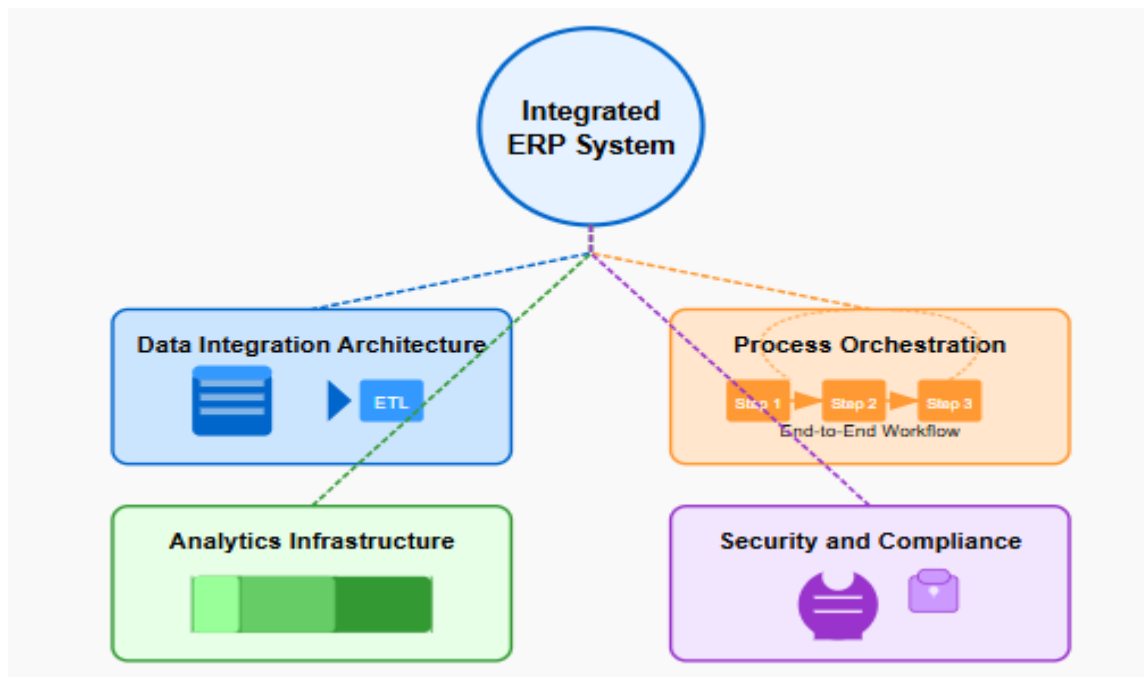 Integrated
ERP System
Data Integration Architecture
ETL
Process Orchestration
Step 1
Step 2
Step 3
End-to-End Workflow
Analytics Infrastructure
Security and Compliance